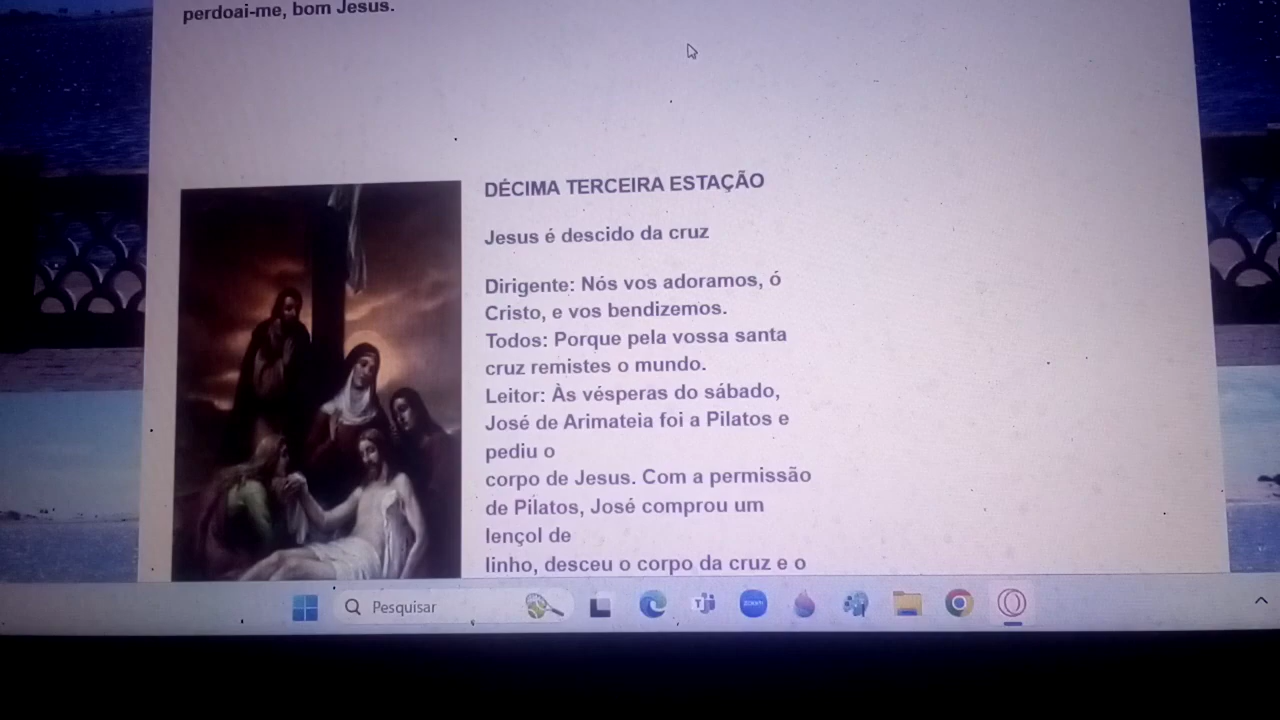 perdoai-me, bom Jesus.
DÉCIMA TERCEIRA ESTAÇÃO
Jesus é descido da cruz
Dirigente: Nós vos adoramos, ó
Cristo, e vos bendizemos.
Todos: Porque pela vossa santa
cruz remistes o mundo.
Leitor: Às vésperas do sábado,
José de Arimateia foi a Pilatos e
pediu o
corpo de Jesus. Com a permissão
de Pilatos, José comprou um
lençol de
linho, desceu o corpo da cruz e o
Pesquisar
zoom